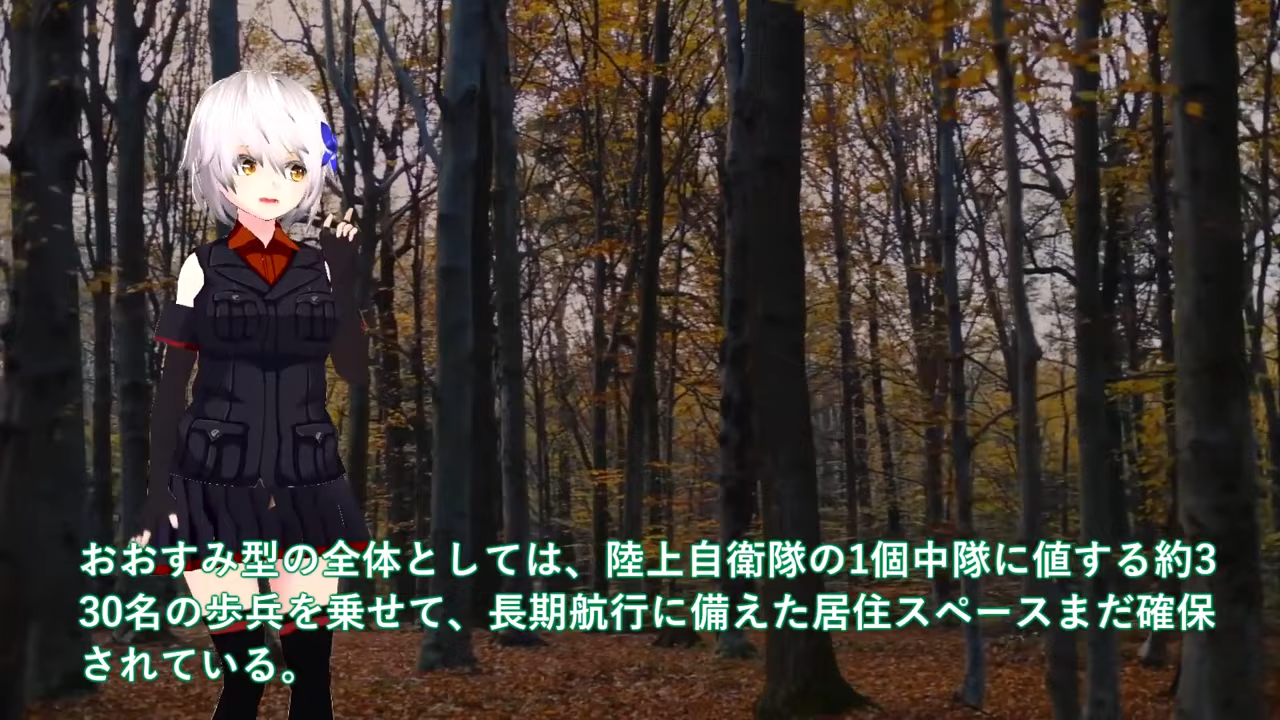 おおすみ型の全体としては、陸上自衛隊の1個中隊に値する約3
30名の歩兵を乗せて、長期航行に備えた居住スペースまだ確保
されている。